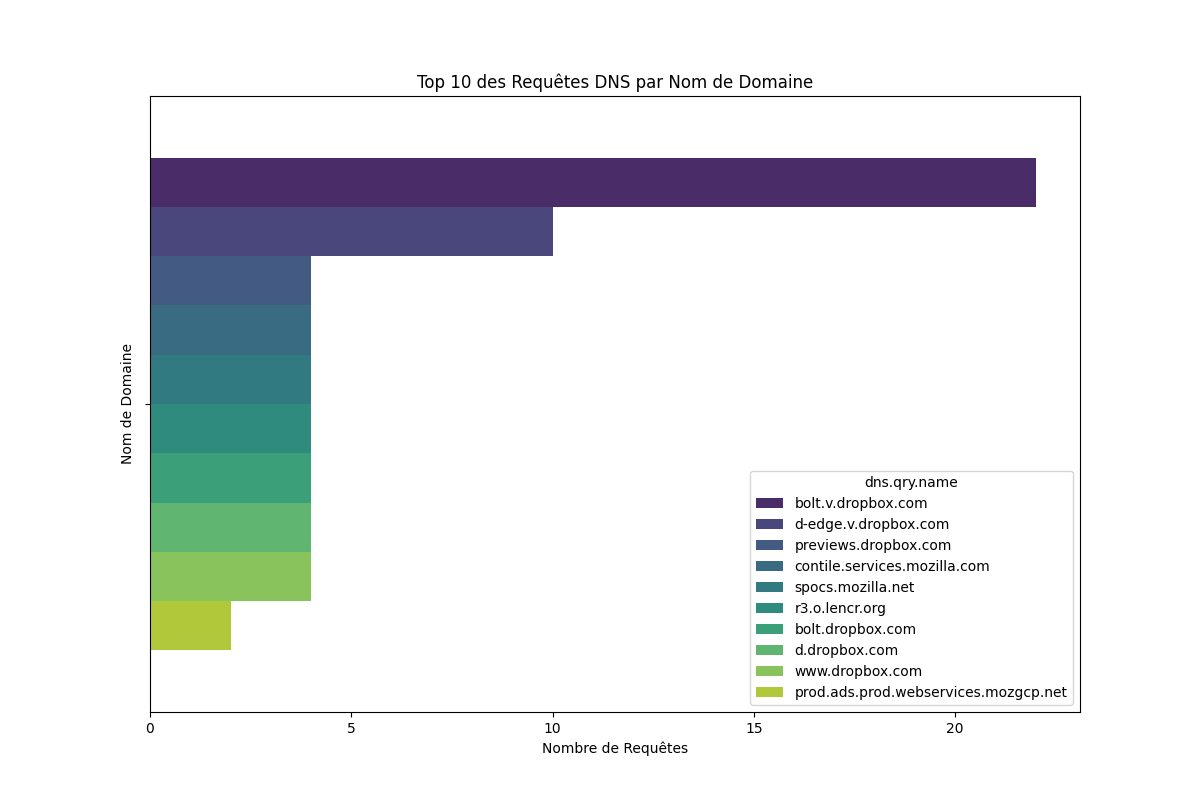 Top 10 des Requêtes DNS par Nom de Domaine
Nom de Domaine
dns.qry.name
bolt.v.dropbox.com
d-edge.v.dropbox.com
previews.dropbox.com
contile.services.mozilla.com
spocs.mozilla.net
r3.o.lencr.org
bolt.dropbox.com
d.dropbox.com
www.dropbox.com
prod.ads.prod.webservices.mozgcp.net
0 5 10 15 20
Nombre de Requêtes